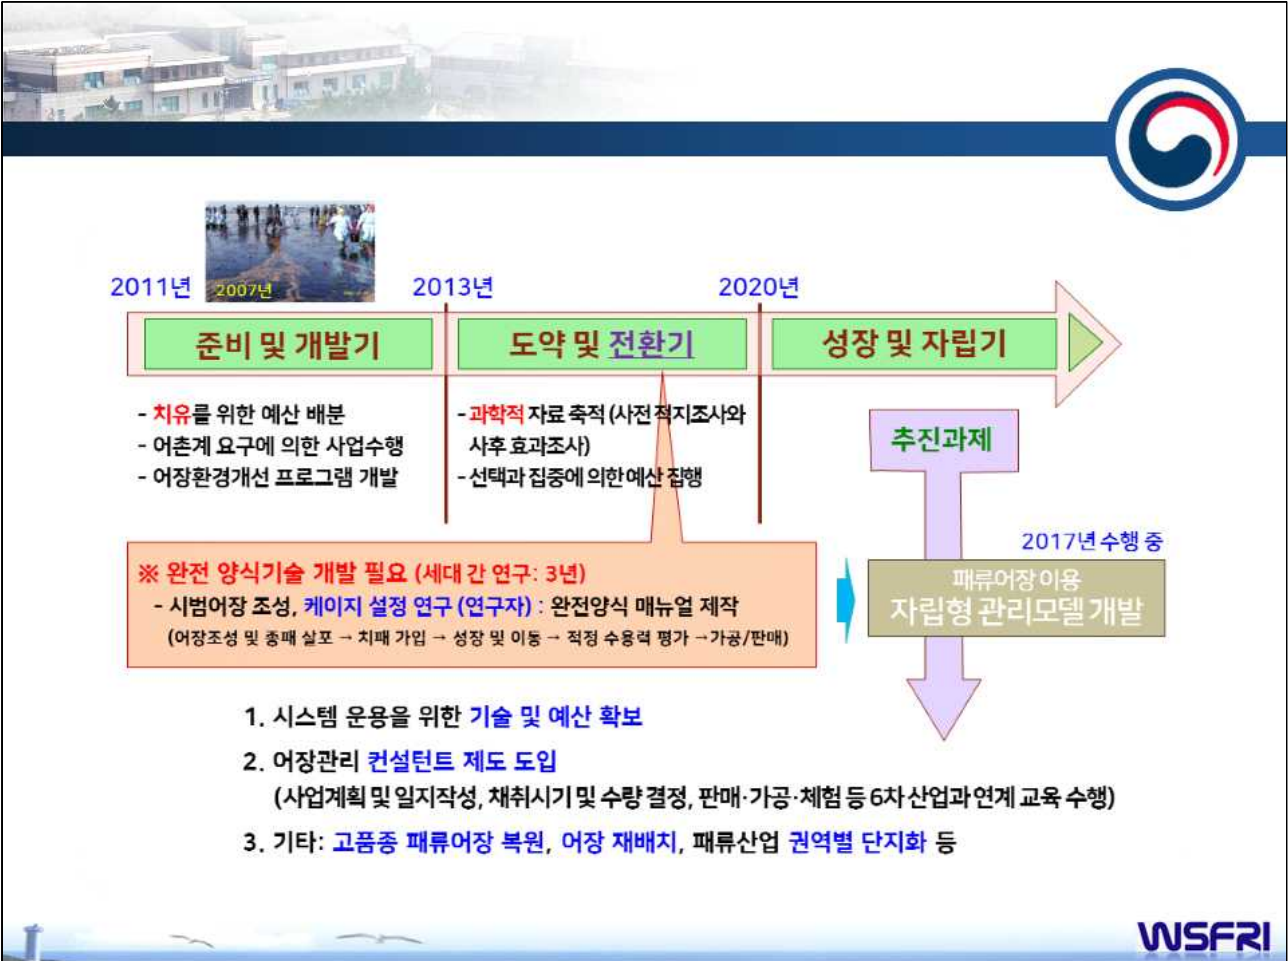 2011년
2007년
2013년
2020년
준비 및 개발기
도약 및 전환기
성장 및 자립기
- 치유를 위한 예산 배분
- 어촌계 요구에 의한 사업수행
- 어장환경개선 프로그램 개발
- 과학적 자료 축적 (사전 적지조사와
사후 효과조사)
- 선택과 집중에 의한 예산 집행
추진과제
2017년 수행 중
패류어장 이용
자립형 관리모델 개발
※ 완전 양식기술 개발 필요 (세대 간 연구: 3년)
- 시범어장 조성, 케이지 설정 연구 (연구자) : 완전양식 매뉴얼 제작
(어장조성 및 종패 살포 → 치패 가입 → 성장 및 이동 → 적정 수용력 평가 →가공/판매)
1. 시스템 운용을 위한 기술 및 예산 확보
2. 어장관리 컨설턴트 제도 도입
(사업계획 및 일지작성, 채취시기 및 수량 결정, 판매·가공·체험 등 6차 산업과 연계 교육 수행)
3. 기타: 고품종 패류어장 복원, 어장 재배치, 패류산업 권역별 단지화 등
WSFRI